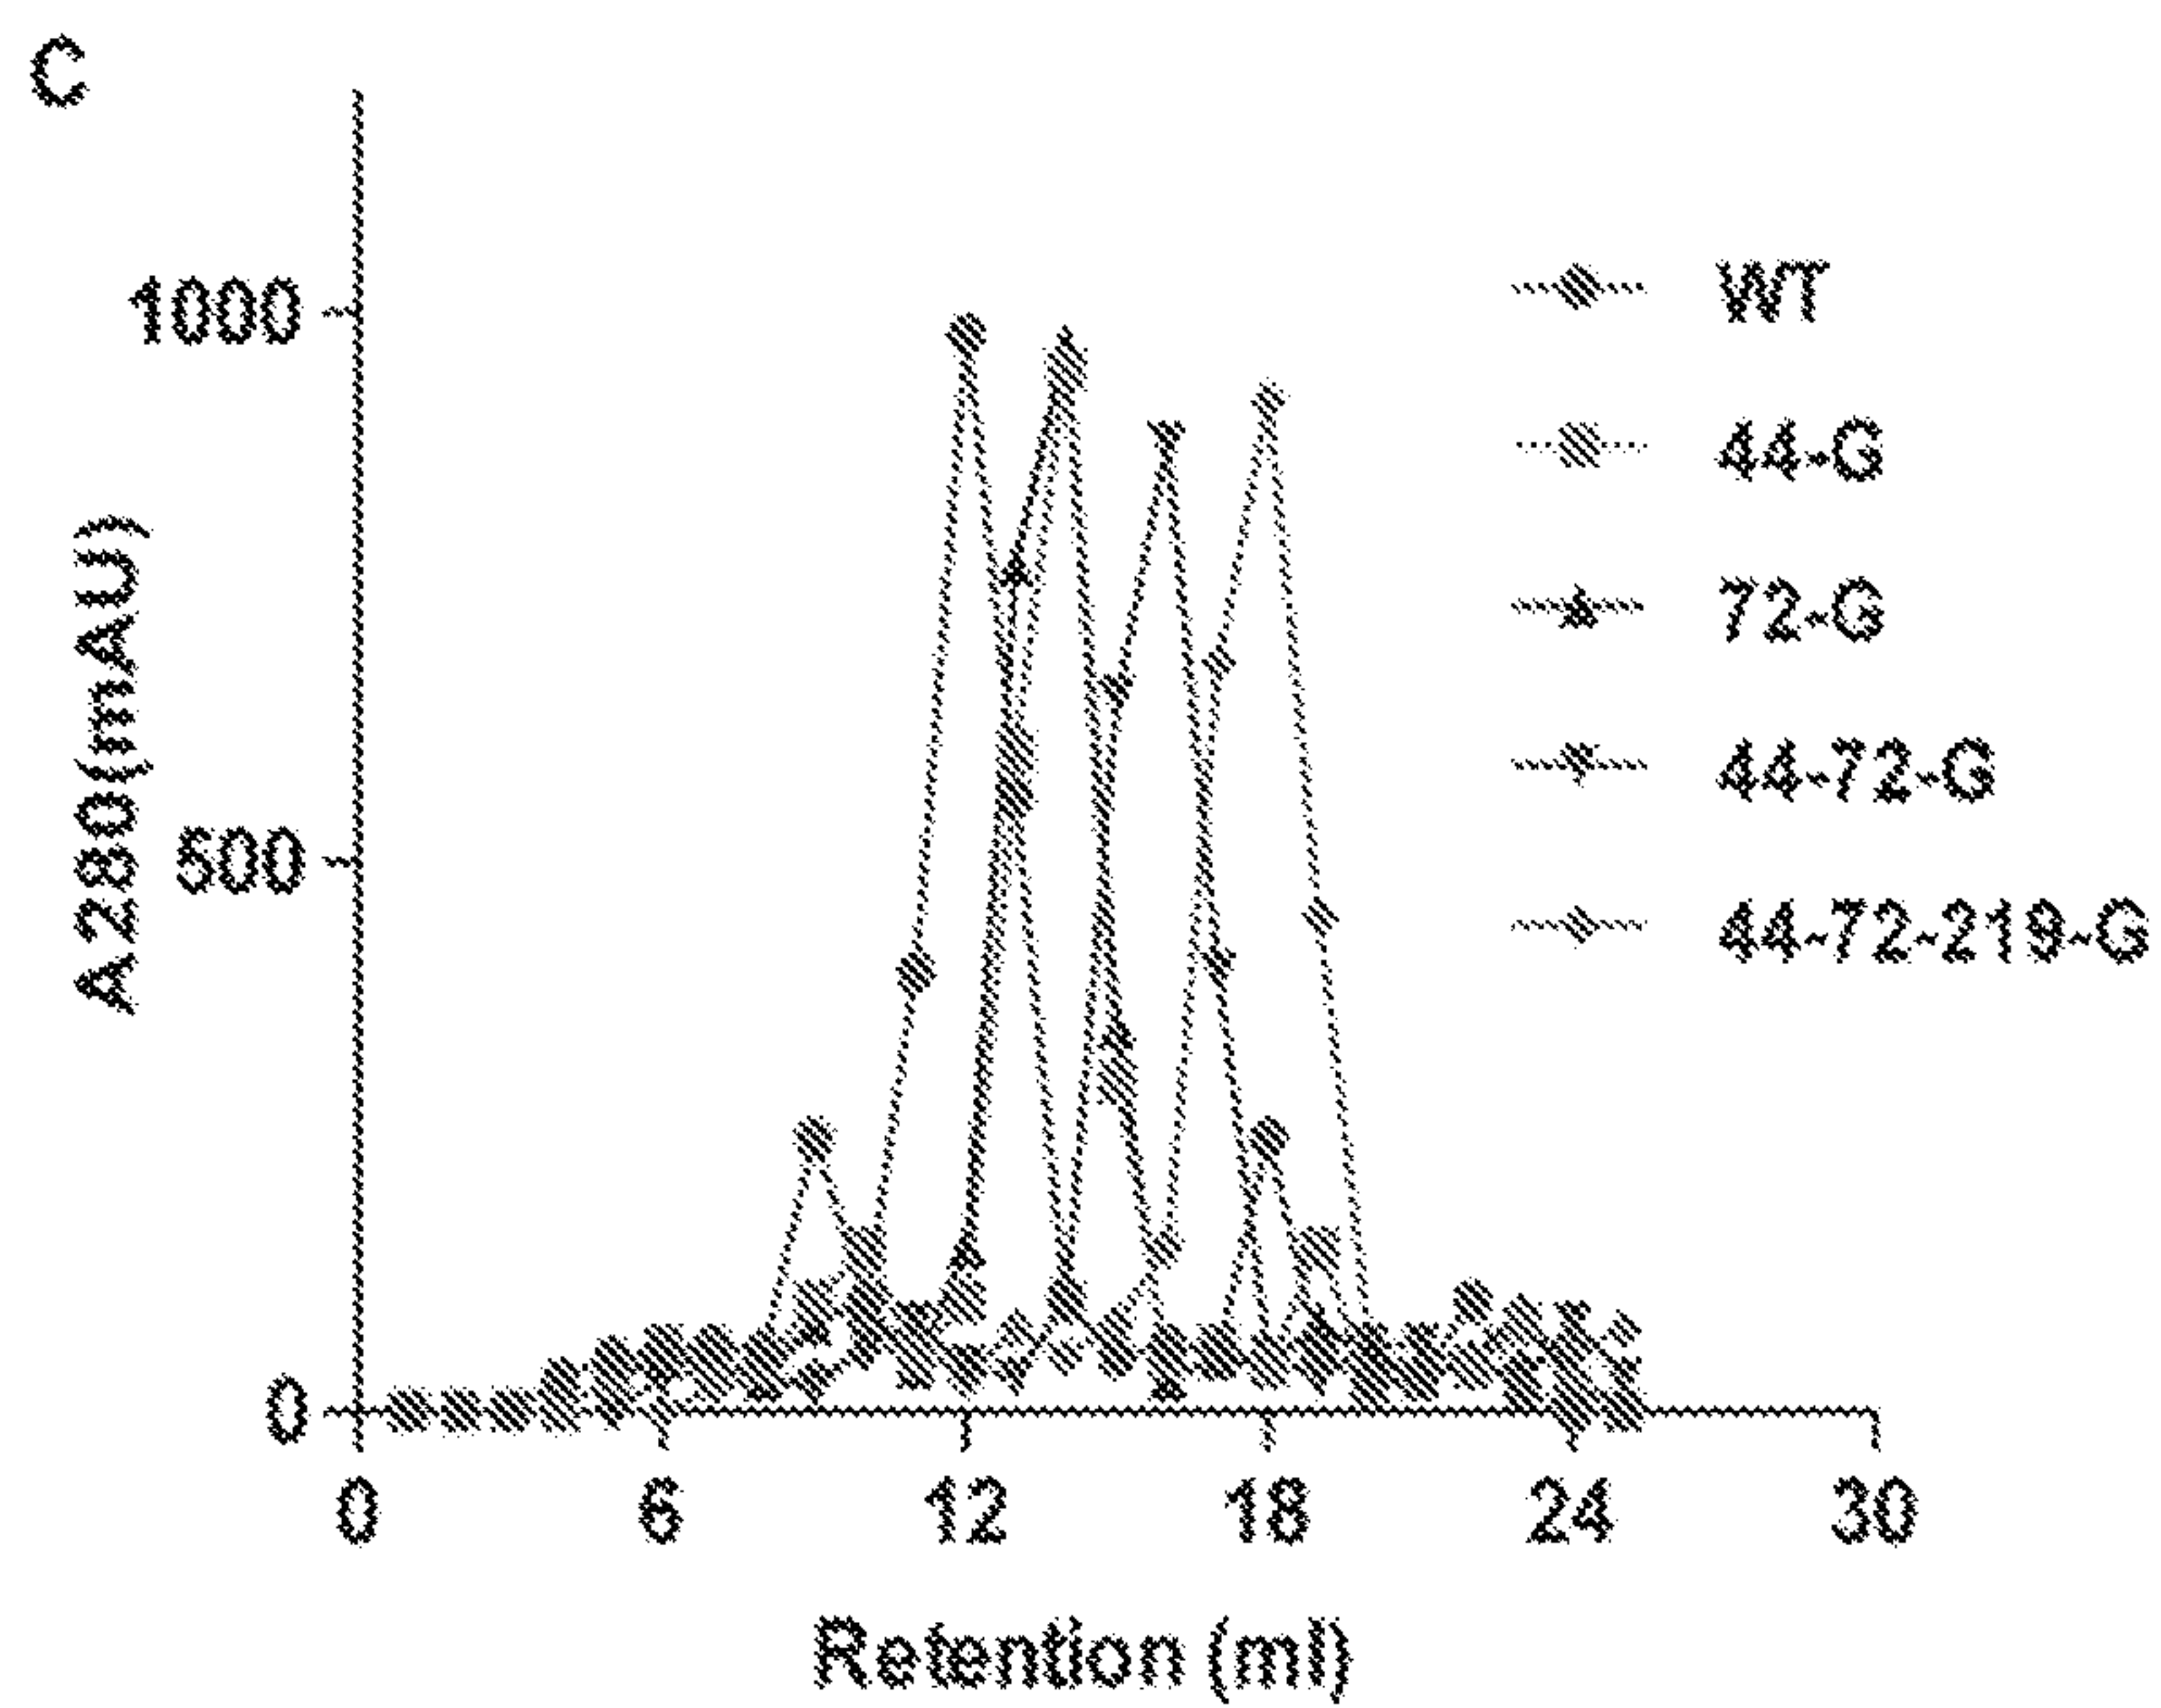 C
1000
500
0
A280(mAU)
0 6 12 18 24 30
Retention (ml)
WT
44-G
72-G
44-72-G
44-72-219-G